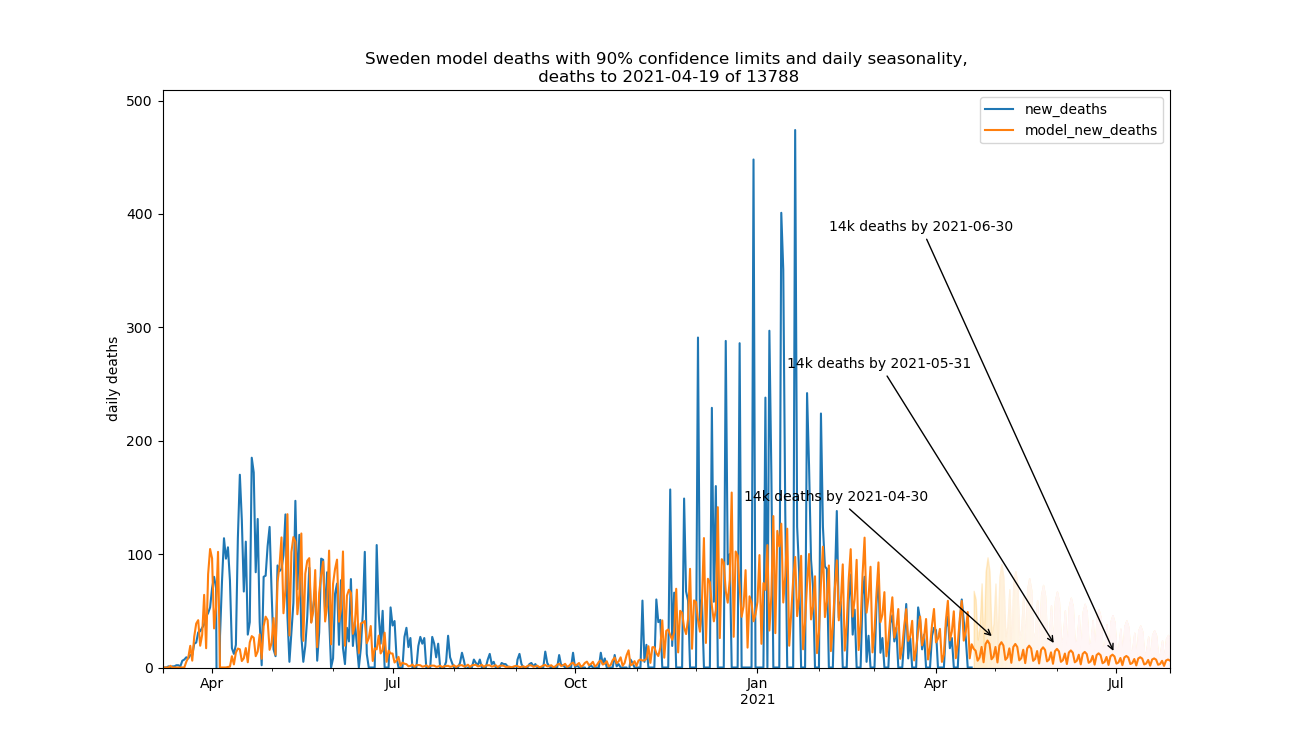 Sweden model deaths with 90% confidence limits and daily seasonality,
deaths to 2021-04-19 of 13788
500
new_deaths
model_new_deaths
400
14k deaths by 2021-06-30
300
daily deaths
14k deaths by 2021-05-31
200
14k deaths by 2021-04-30
100
0
Apr Jul Oct Jan Apr Jul
2021